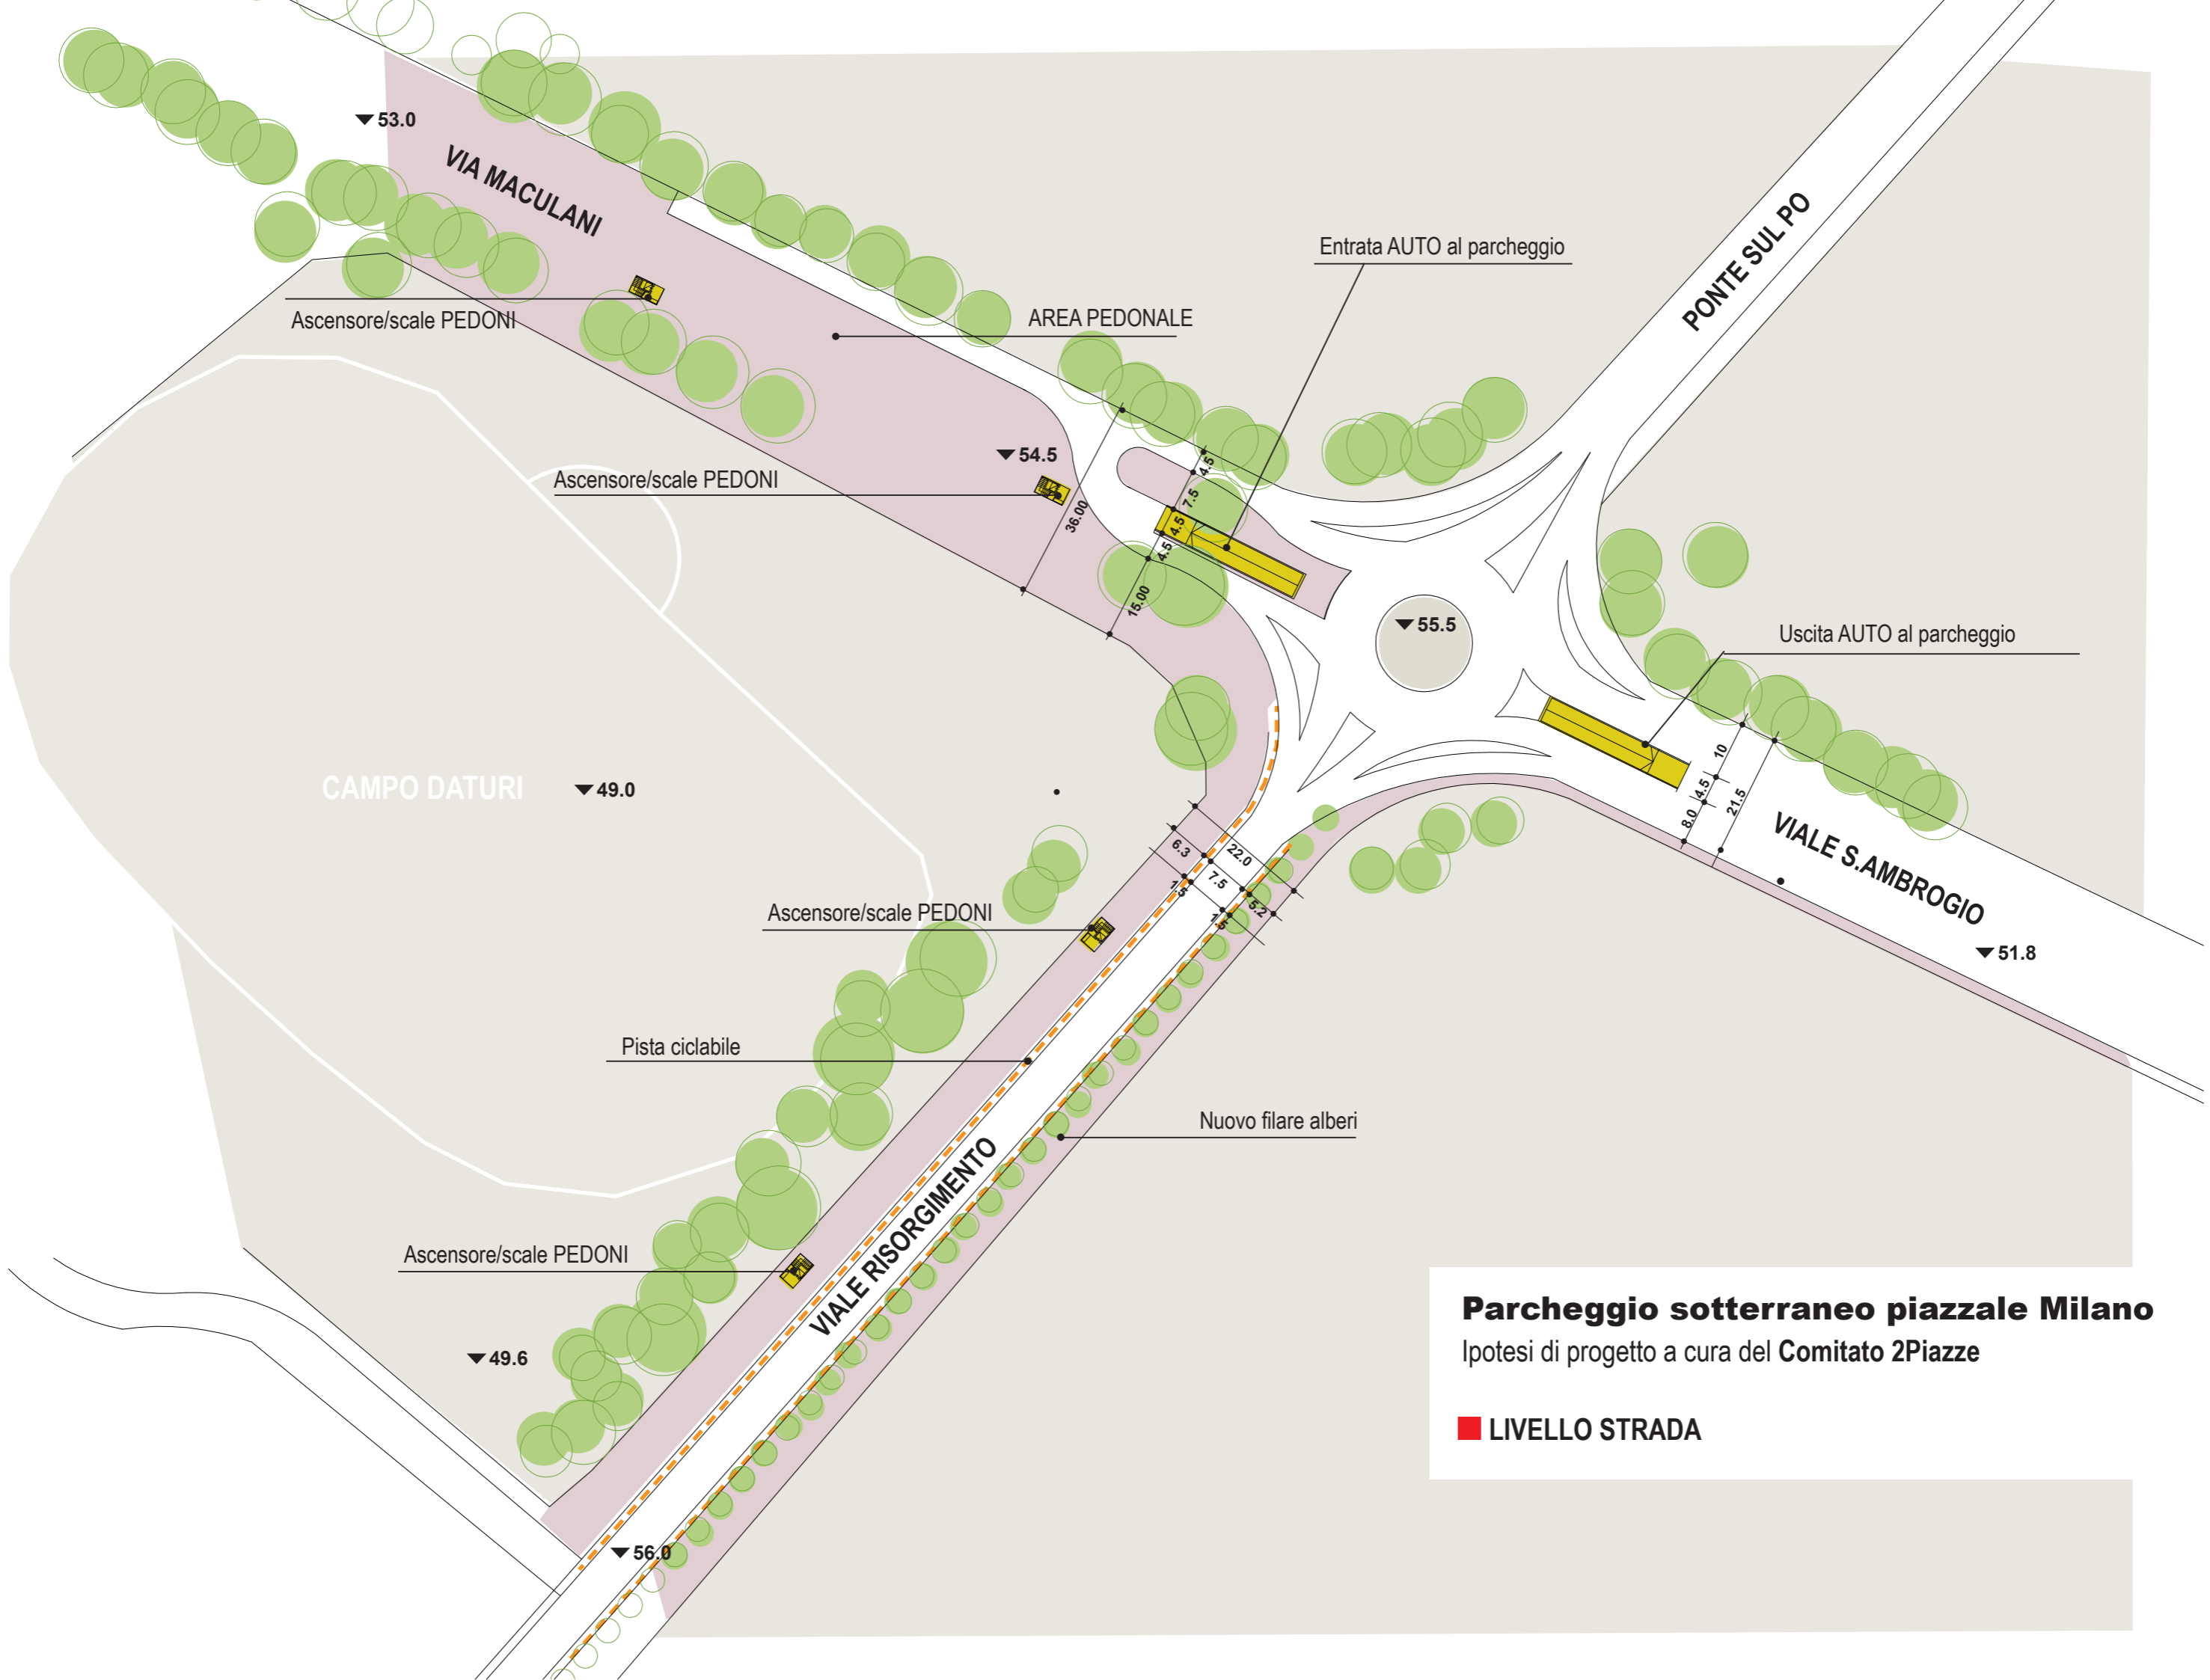 53.0
VIA MACULANI
PONTE SUL PO
Entrata AUTO al parcheggio
Ascensore/scale PEDONI
AREA PEDONALE
54.5
Ascensore/scale PEDONI
4.5
7.5
36.00
4.5
4.5
15.00
55.5
Uscita AUTO al parcheggio
CAMPO DATURI
49.0
10
4.5
21.5
8.0
VIALE S.AMBROGIO
6.3
22.0
7.5
1.5
5.2
1.5
Ascensore/scale PEDONI
51.8
Pista ciclabile
Nuovo filare alberi
VIALE RISORGIMENTO
Ascensore/scale PEDONI
49.6
56.0
Parcheggio sotterraneo piazzale Milano
Ipotesi di progetto a cura del Comitato 2Piazze
LIVELLO STRADA